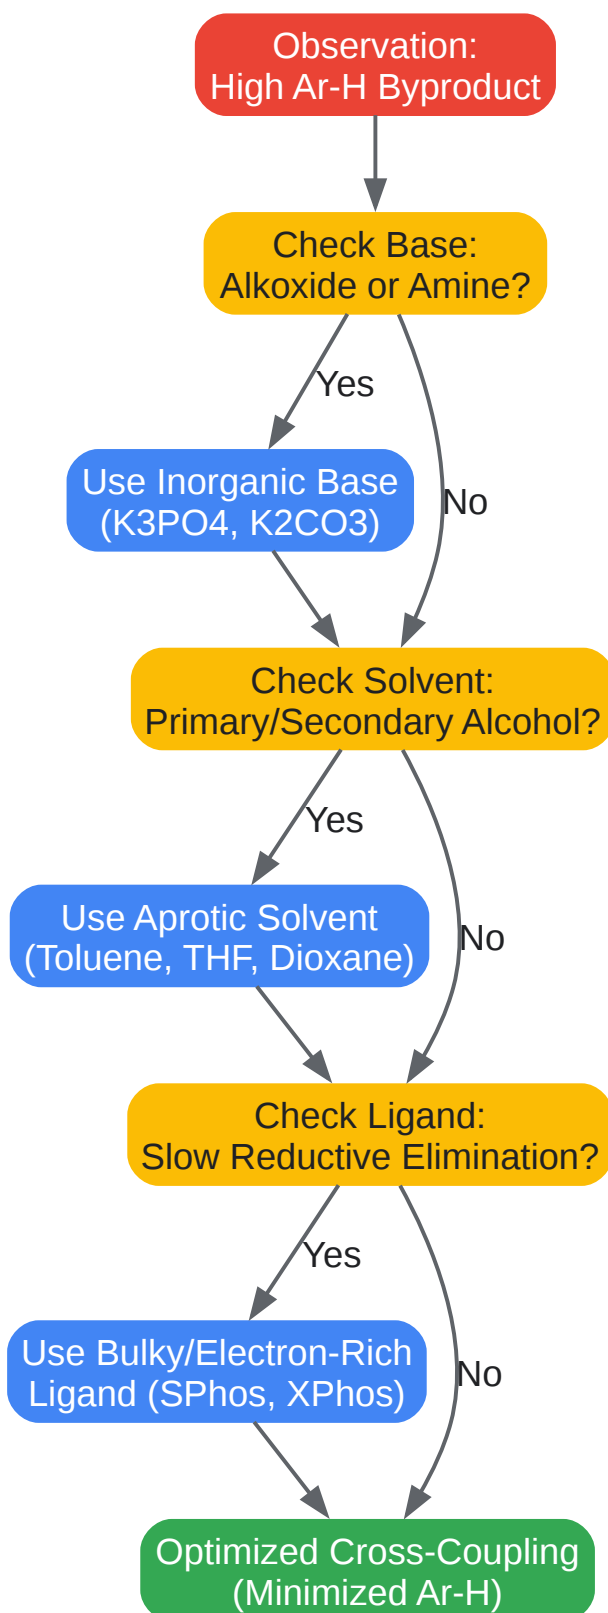 Observation:
High Ar-H Byproduct
Check Base:
Alkoxide or Amine?
Yes
Use Inorganic Base
(K3PO4, K2CO3)
No
Check Solvent:
Primary/Secondary Alcohol?
Yes
Use Aprotic Solvent
(Toluene, THF, Dioxane)
No
Check Ligand:
Slow Reductive Elimination?
Yes
Use Bulky/Electron-Rich
Ligand (SPhos, XPhos)
No
Optimized Cross-Coupling
(Minimized Ar-H)